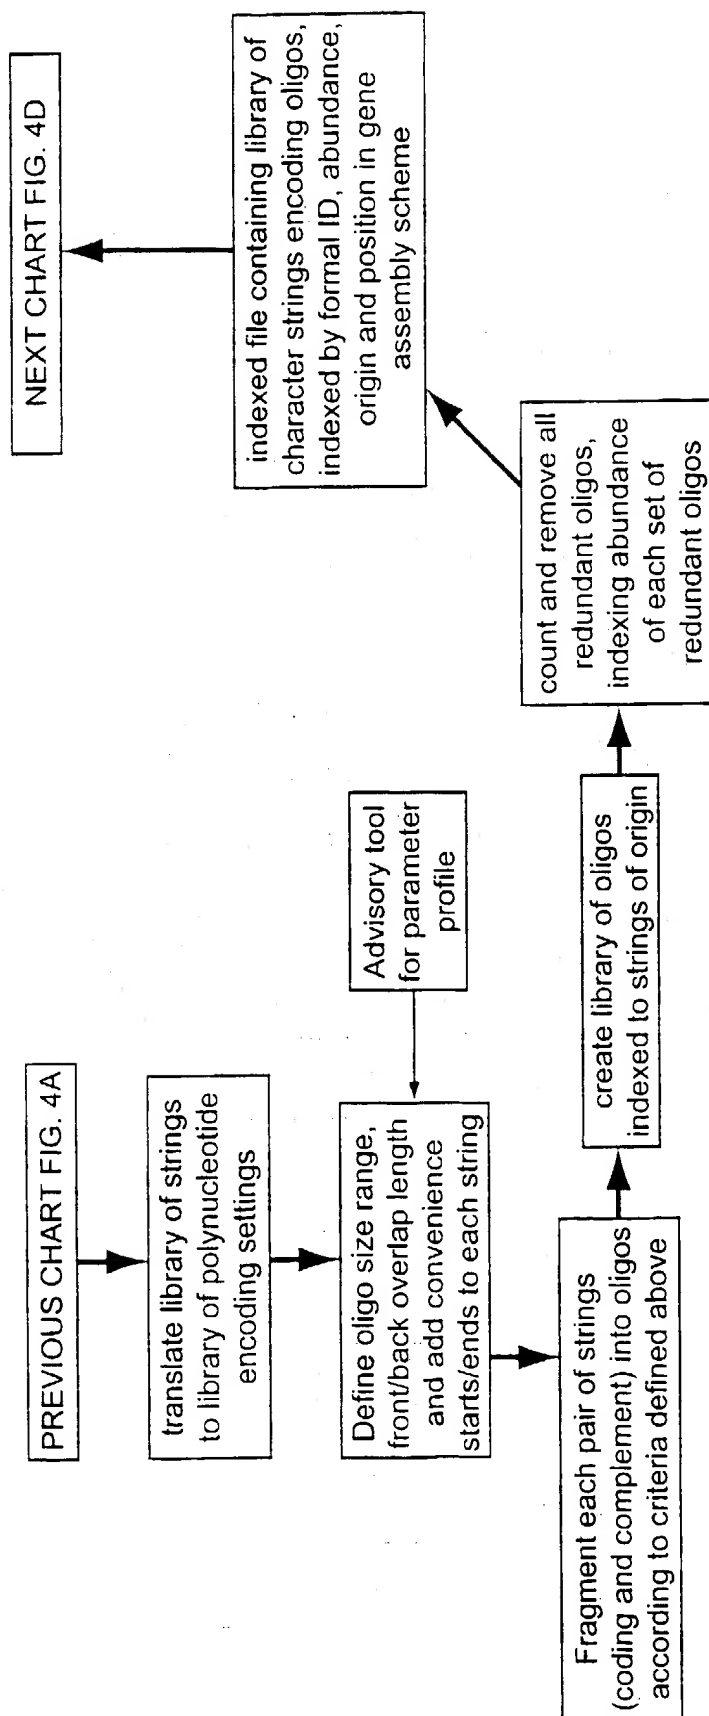 PREVIOUS CHART FIG. 4A
translate library of strings
to library of polynucleotide
encoding settings
Define oligo size range,
front/back overlap length
and add convenience
starts/ends to each string
Advisory tool
for parameter
profile
Fragment each pair of strings
(coding and complement) into oligos
according to criteria defined above
create library of oligos
indexed to strings of origin
count and remove all
redundant oligos,
indexing abundance
of each set of
redundant oligos
indexed file containing library of
character strings encoding oligos,
indexed by formal ID, abundance,
origin and position in gene
assembly scheme
NEXT CHART FIG. 4D